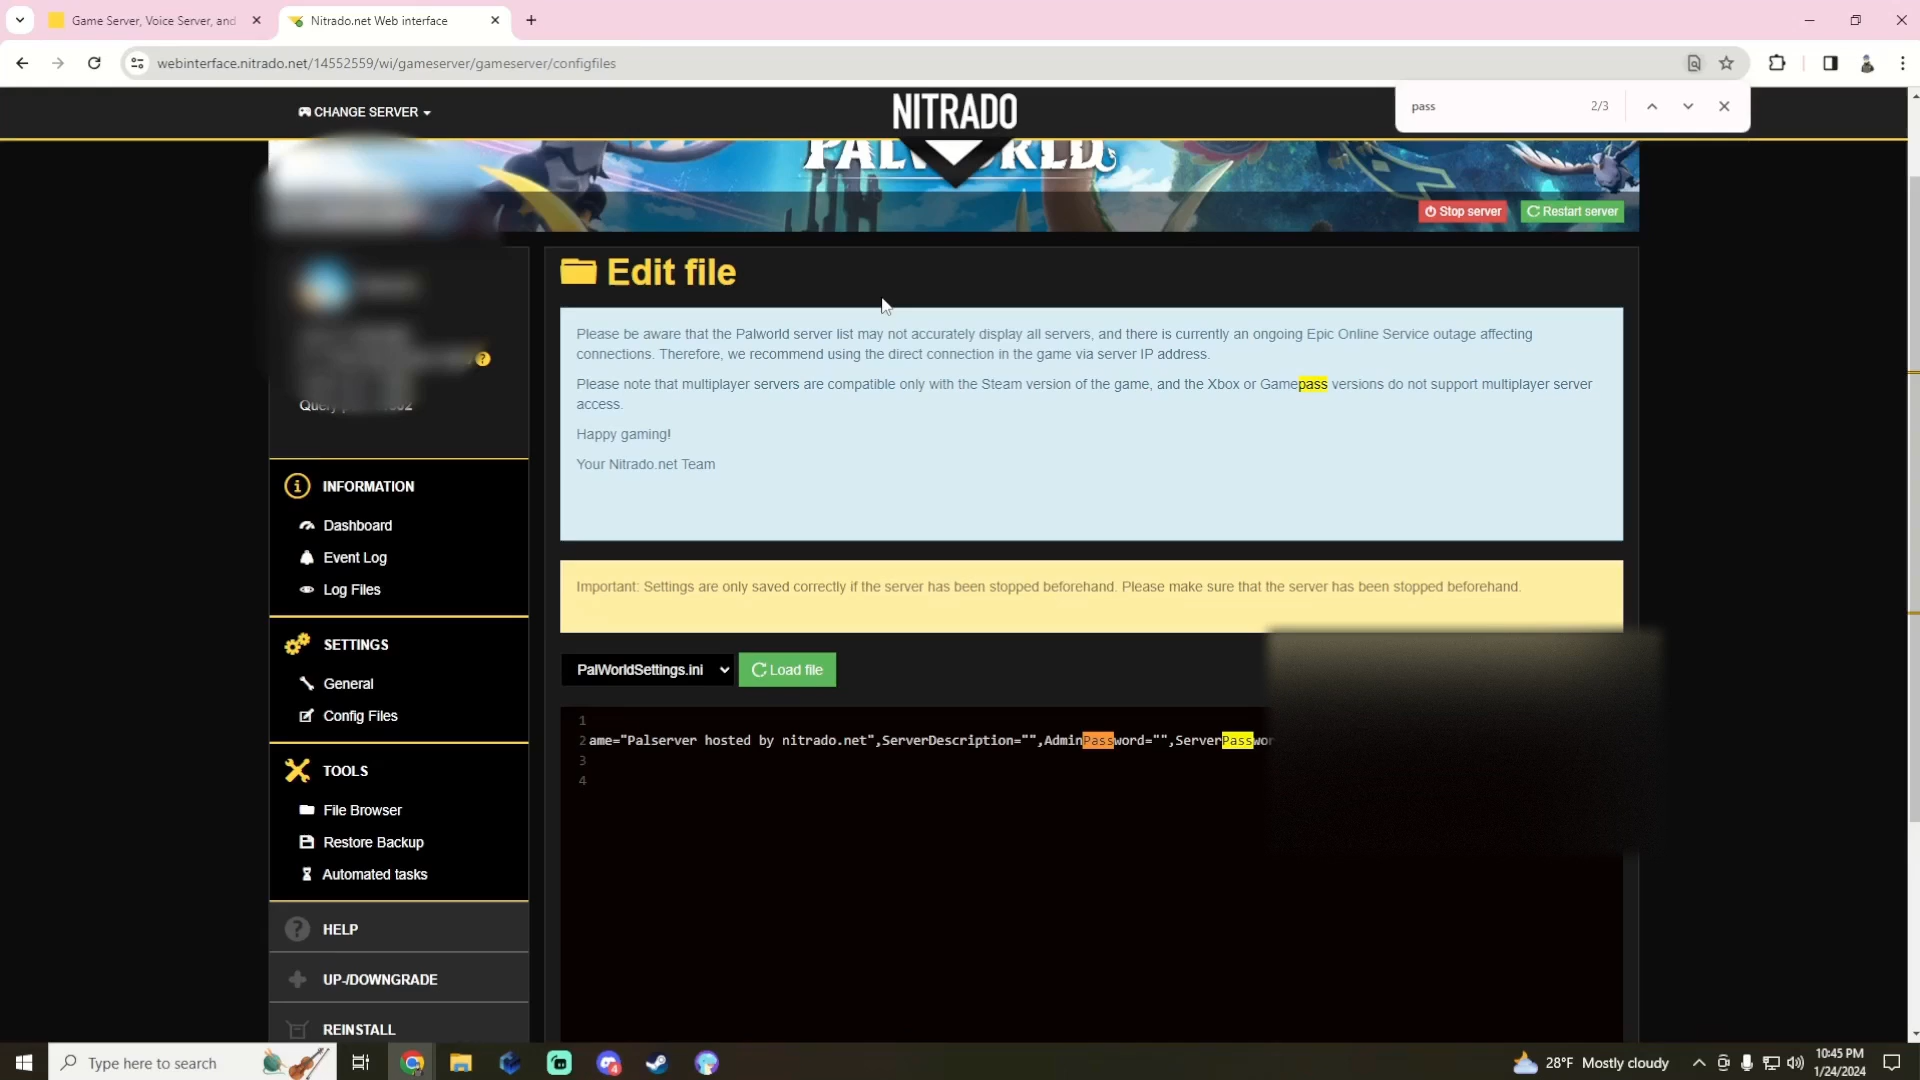 Game Server, Voice Server, and
Nitrado.net Web interface
webinterface.nitrado.net/14552559/wi/gameserver/gameserver/configfiles
pass 2/3
CHANGE SERVER
NITRADO
PALWORLD
Stop server
Restart server
Edit file
Please be aware that the Palworld server list may not accurately display all servers, and there is currently an ongoing Epic Online Service outage affecting
connections. Therefore, we recommend using the direct connection in the game via server IP address.
Please note that multiplayer servers are compatible only with the Steam version of the game, and the Xbox or Gamepass versions do not support multiplayer server
access.
Happy gaming!
Your Nitrado.net Team
Important: Settings are only saved correctly if the server has been stopped beforehand. Please make sure that the server has been stopped beforehand.
PalWorldSettings.ini
Load file
1
2 ame="Palserver hosted by nitrado.net",ServerDescription="",AdminPassword="",ServerPasswor
3
4
INFORMATION
Dashboard
Event Log
Log Files
SETTINGS
General
Config Files
TOOLS
File Browser
Restore Backup
Automated tasks
HELP
UP-/DOWNGRADE
REINSTALL
Type here to search
28°F Mostly cloudy
10:45 PM
1/24/2024